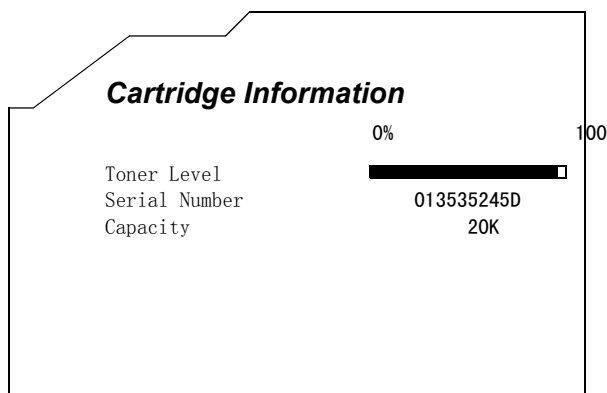 Cartridge Information
0% 100
Toner Level
Serial Number 013535245D
Capacity 20K